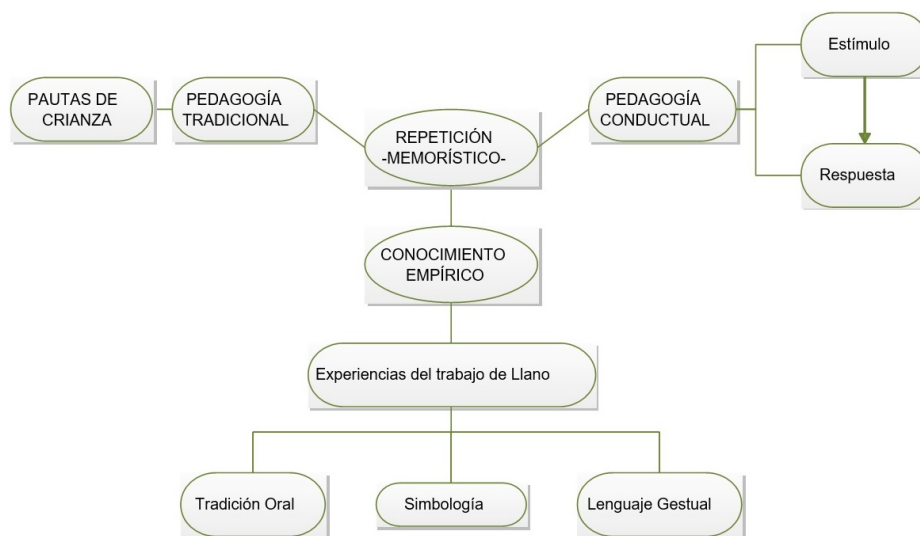 Estímulo
PAUTAS DE
CRIANZA
PEDAGOGÍA
TRADICIONAL
REPETICIÓN
-MEMORÍSTICO-
PEDAGOGÍA
CONDUCTUAL
Respuesta
CONOCIMIENTO
EMPÍRICO
Experiencias del trabajo de Llano
Tradición Oral
Simbología
Lenguaje Gestual